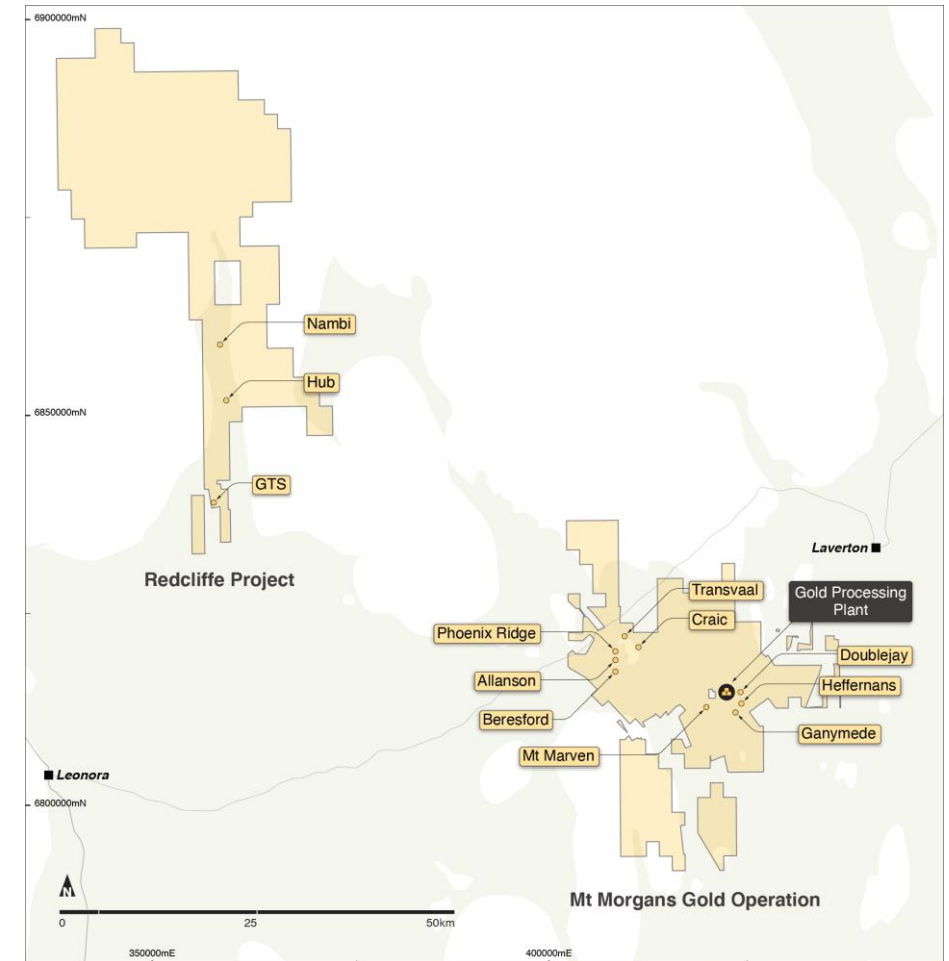 6900000mN
Nambi
Hub
6850000mN
GTS
Redcliffe Project
Laverton
Transvaal
Gold Processing
Plant
Craic
Phoenix Ridge
Doublejay
Allanson
Heffernans
Beresford
Ganymede
Mt Marven
Leonora
6800000mN
N
Mt Morgans Gold Operation
0
25
50km
350000mE
400000mE